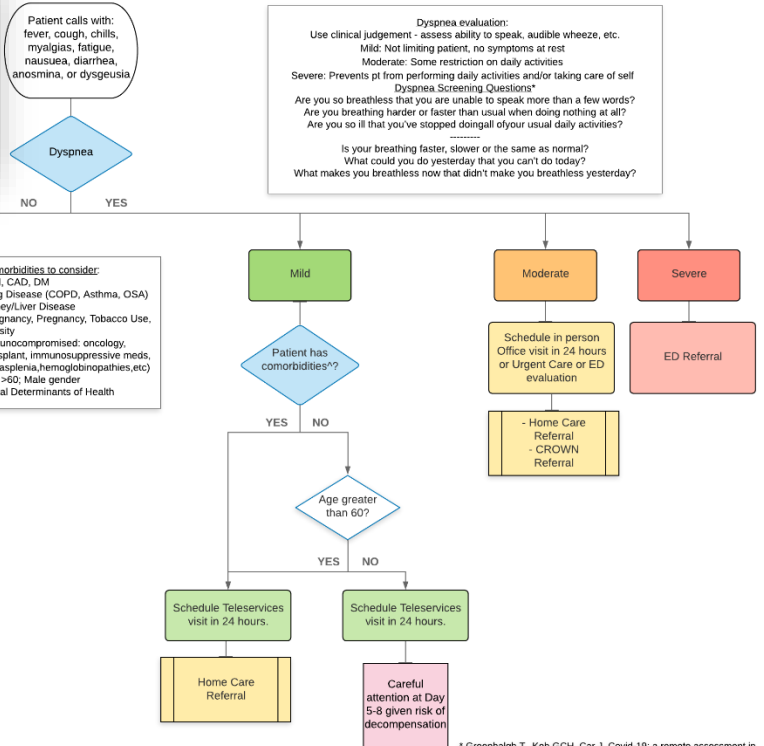 Patient calls with:
fever, cough, chills,
myalgias, fatigue,
nausuea, diarrhea,
anosmina, or dysgeusia
Dyspnea evaluation:
Use clinical judgement - assess ability to speak, audible wheeze, etc.
Mild: Not limiting patient, no symptoms at rest
Moderate: Some restriction on daily activities
Severe: Prevents pt from performing daily activities and/or taking care of self
Dyspnea Screening Questions*
Are you so breathless that you are unable to speak more than a few words?
Are you breathing harder or faster than usual when doing nothing at all?
Are you so ill that you've stopped doingall ofyour usual daily activities?
---------
Is your breathing faster, slower or the same as normal?
What could you do yesterday that you can't do today?
What makes you breathless now that didn't make you breathless yesterday?
Dyspnea
NO YES
morbidities to consider:
, CAD, DM
g Disease (COPD, Asthma, OSA)
ey/Liver Disease
gnancy, Pregnancy, Tobacco Use,
sity
unocompromised: oncology,
splant, immunosuppressive meds,
asplenia,hemoglobinopathies,etc)
>60; Male gender
al Determinants of Health
Mild
Moderate
Severe
Patient has
comorbidities^?
Schedule in person
Office visit in 24 hours
or Urgent Care or ED
evaluation
ED Referral
- Home Care
Referral
- CROWN
Referral
YES NO
Age greater
than 60?
YES NO
Schedule Teleservices
visit in 24 hours.
Schedule Teleservices
visit in 24 hours.
Home Care
Referral
Careful
attention at Day
5-8 given risk of
decompensation